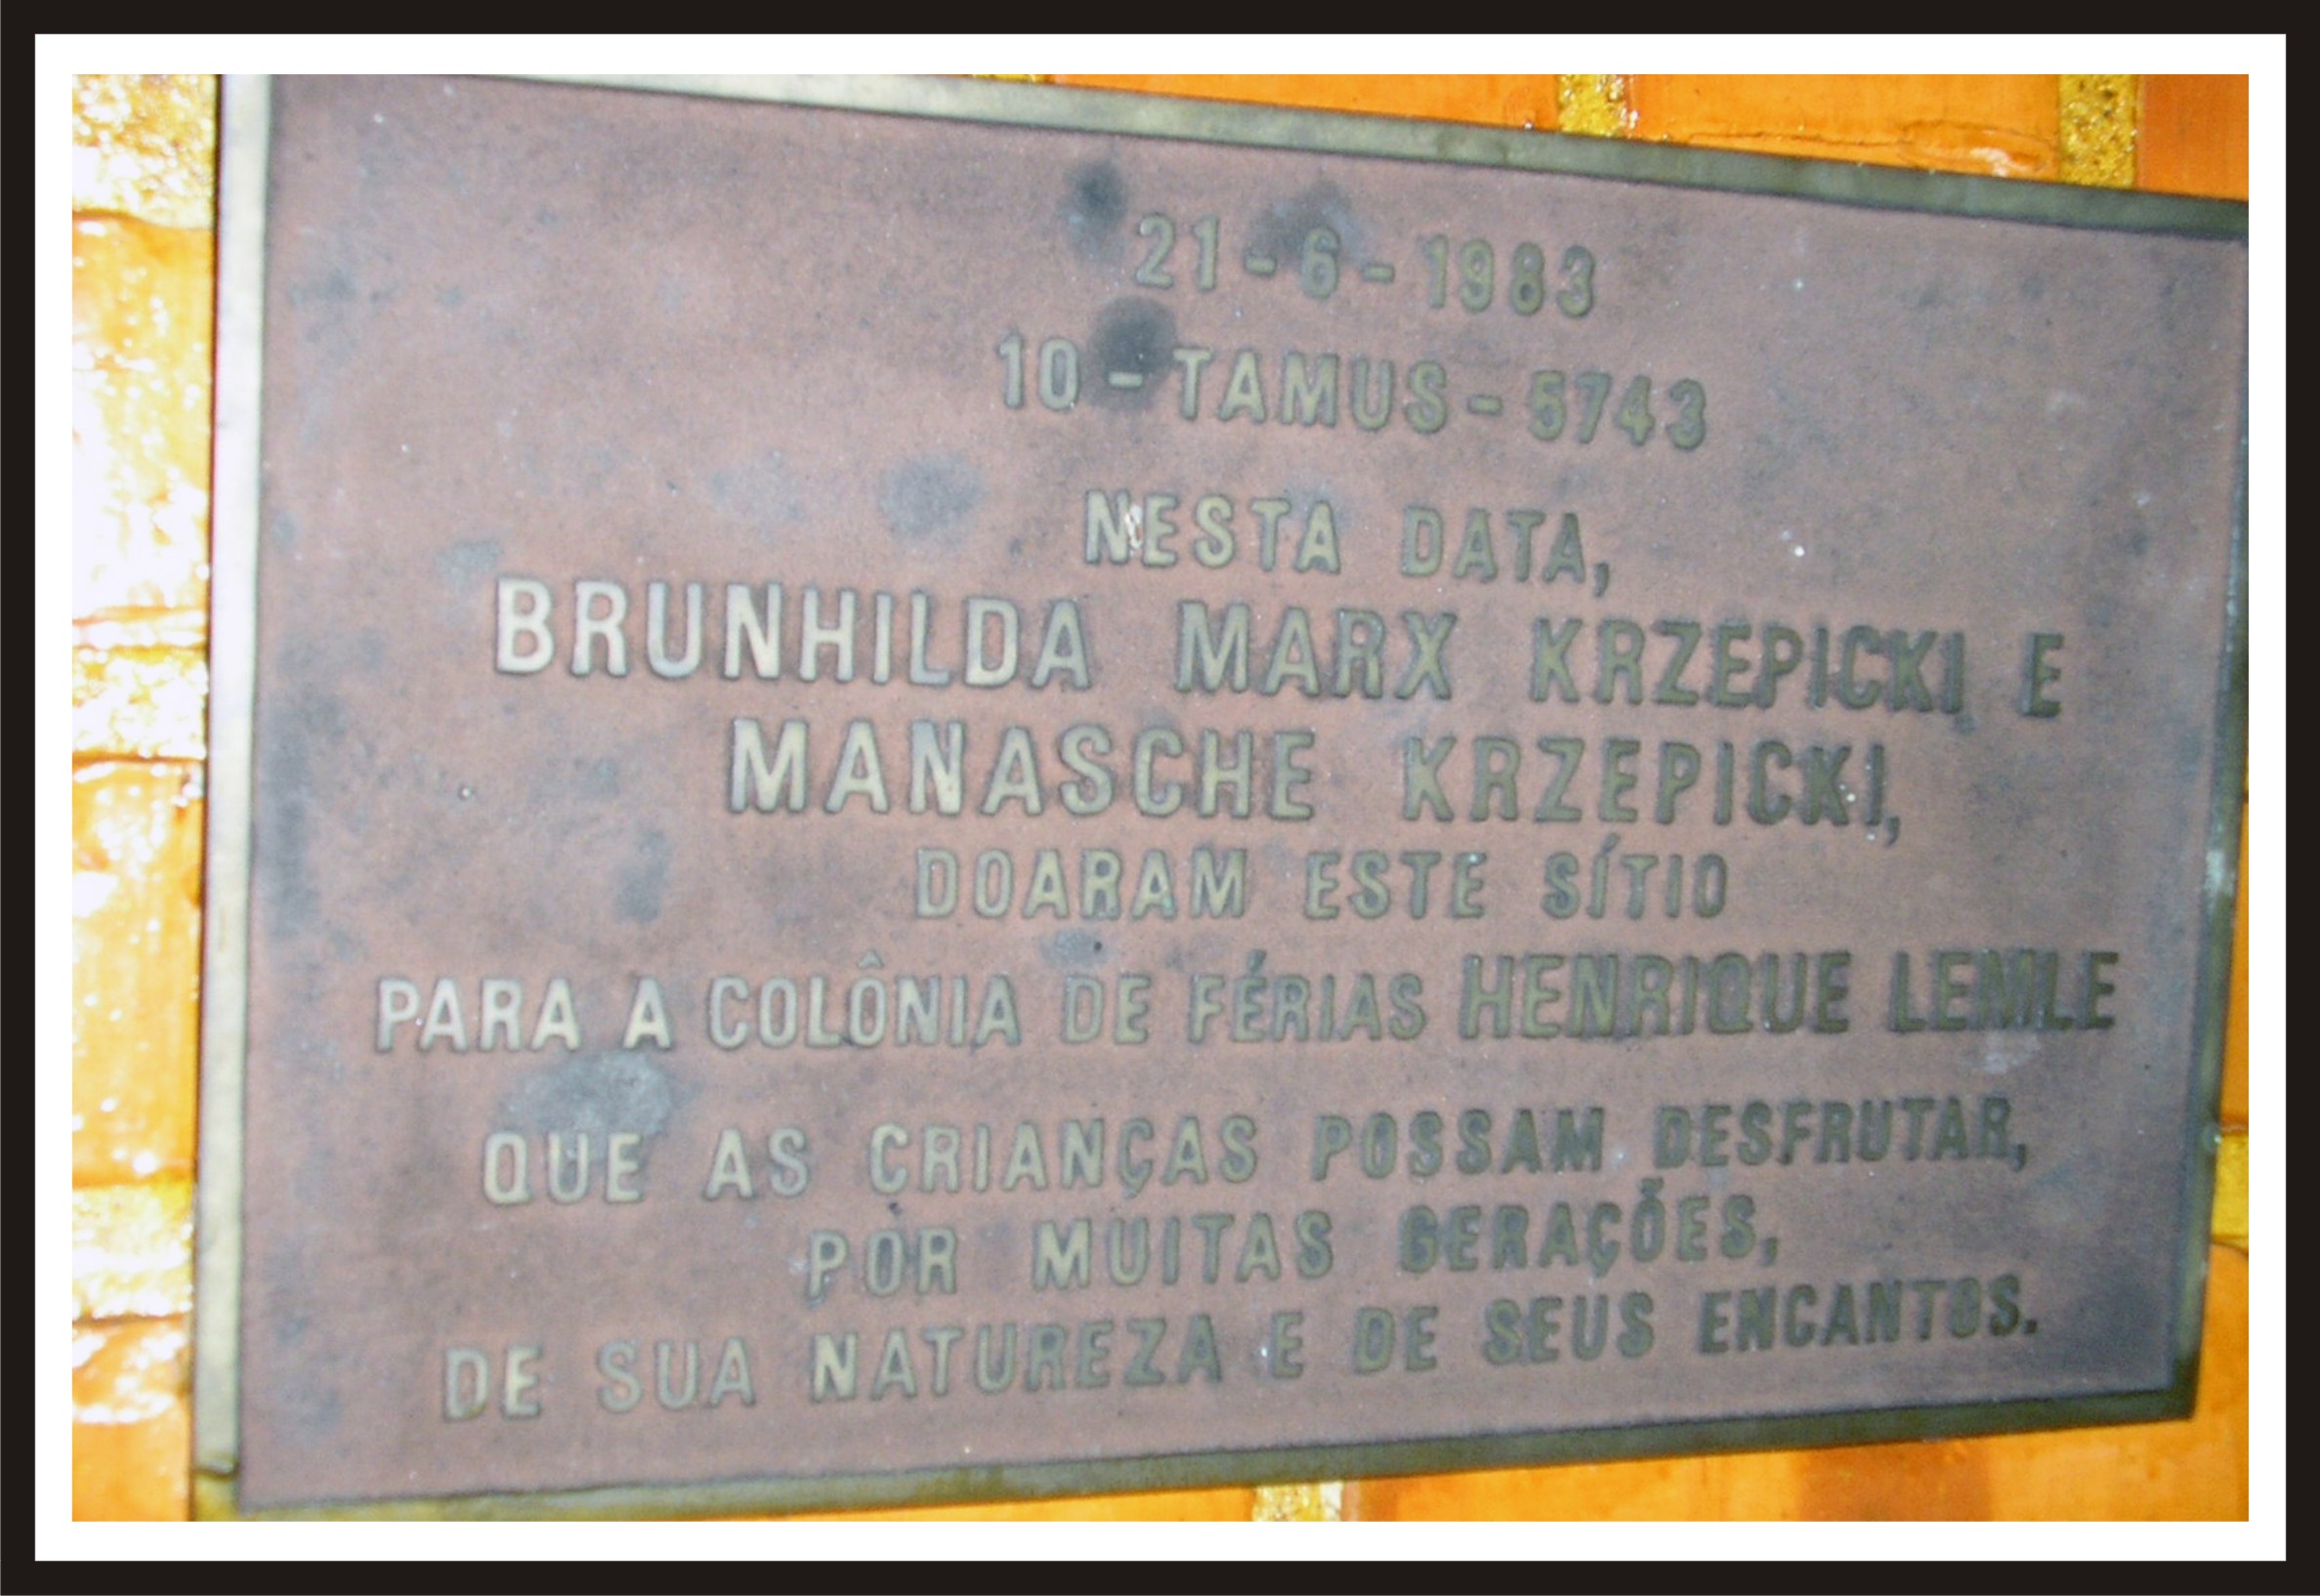 21-6-1983
10-TAMUS-5743
NESTA DATA,
BRUNHILDA MARX KRZEPICKI E
MANASCHE KRZEPICKI,
DOARAM ESTE SÍTIO
PARA A COLÔNIA DE FÉRIAS HENRIQUE LEMLE
QUE AS CRIANÇAS POSSAM DESFRUTAR,
POR MUITAS GERAÇÕES,
DE SUA NATUREZA E DE SEUS ENCANTOS.